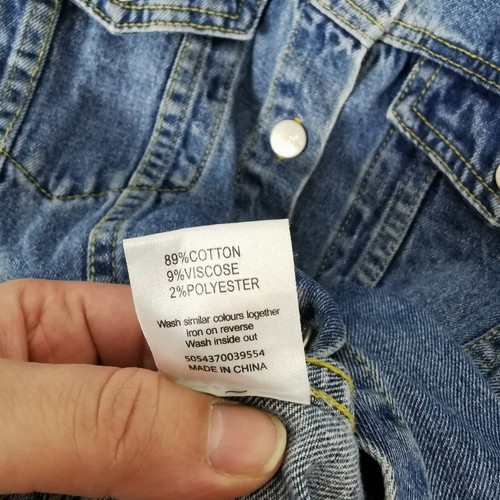 89%COTTON
9%VISCOSE
2%POLYESTER
Wash similar colours logether
Iron on reverse
Wash inside out
5054370039554
MADE IN CHINA